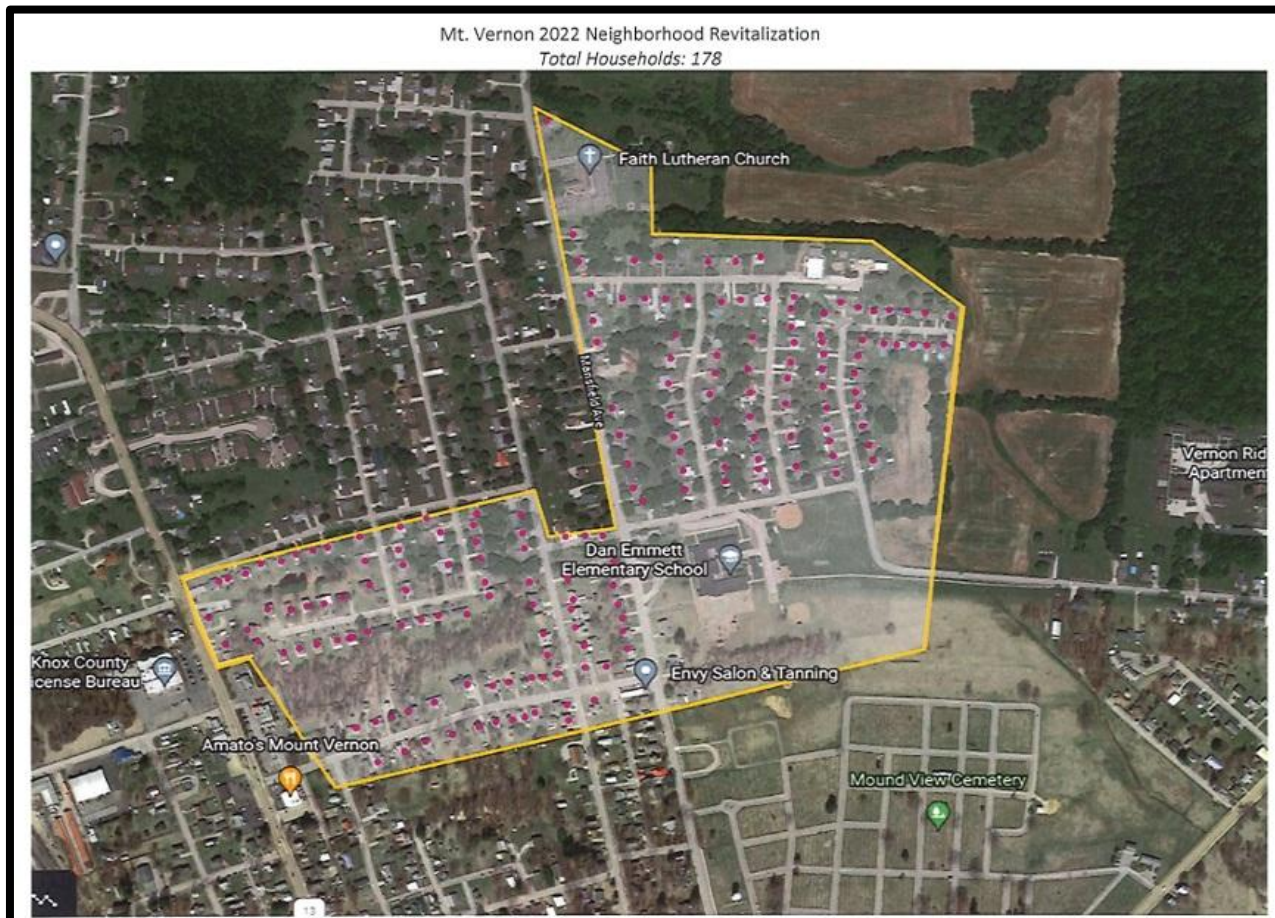 Mt. Vernon 2022 Neighborhood Revitalization
Total Households: 178
Faith Lutheran Church
Mansfield Ave
Vernon Rid
Apartmen
Dan Emmett
Elementary School
Knox County
icense Bureau
Envy Salon & Tanning
Amato's Mount Vernon
Mound View Cemetery
13